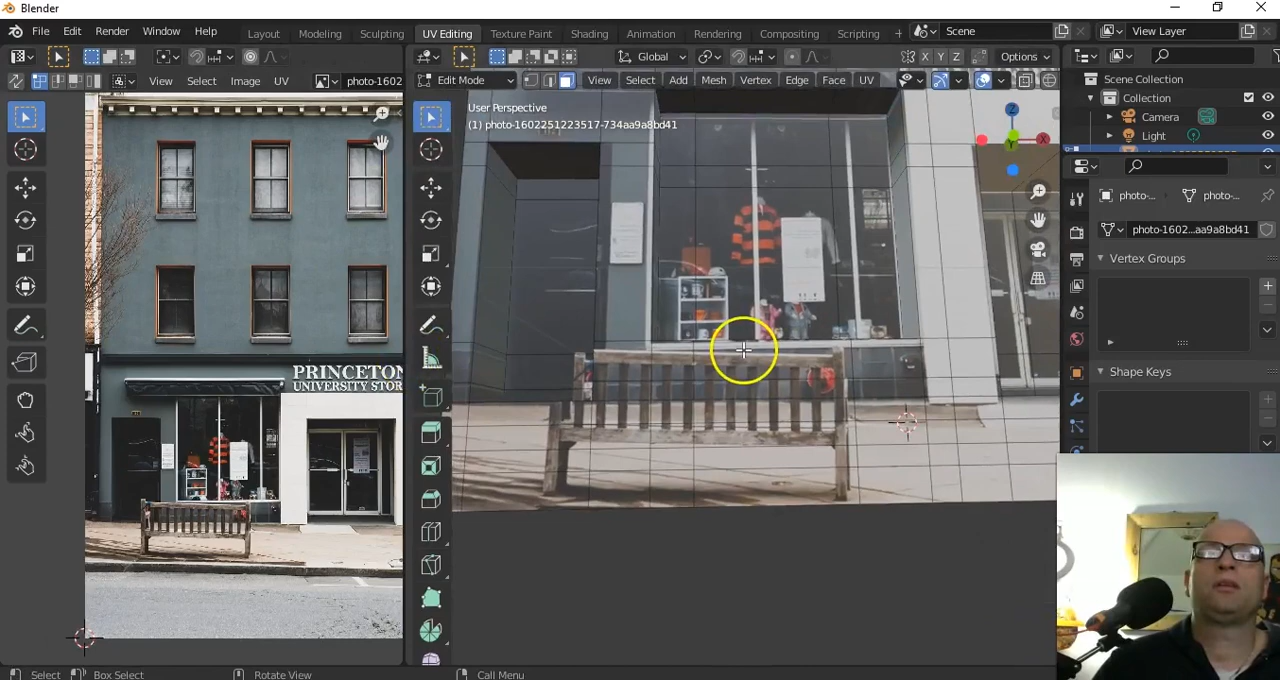 Blender
File Edit Render Window Help
Layout Modeling Sculpting UV Editing Texture Paint Shading Animation Rendering Compositing Scripting
Scene
View Layer
Global
Options
View Select Image UV
photo-1602
Edit Mode
View Select Add Mesh Vertex Edge Face UV
User Perspective
(1) photo-1602251223517-734aa9a8bd41
Z
X
Y
X Y Z
Scene Collection
Collection
Camera
Light
photo-...
photo-...
photo-1602...aa9a8bd41
Vertex Groups
Shape Keys
PRINCETON
UNIVERSITY STOR
Select
Box Select
Rotate View
Call Menu